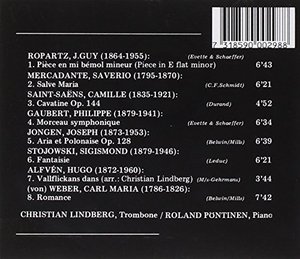 7318590002988
ROPARTZ, J.GUY (1864-1955): (Evette & Schaeffer)
1. Pièce en mi bémol mineur (Piece in E flat minor) 6'43
MERCADANTE, SAVERIO (1795-1870):
2. Salve Maria (C.F.Schmidt) 6'21
SAINT-SAËNS, CAMILLE (1835-1921):
3. Cavatine Op. 144 (Durand) 4'52
GAUBERT, PHILIPPE (1879-1941):
4. Morceau symphonique (Evette & Schaeffer) 6'34
JONGEN, JOSEPH (1873-1953):
5. Aria et Polonaise Op. 128 (Belwin/Mills) 6'39
STOJOWSKI, SIGISMOND (1879-1946):
6. Fantaisie (Leduc) 6'21
ALFVÉN, HUGO (1872-1960):
7. Vallflickans dans (arr. Christian Lindberg) (M/s-Gehrmans) 3'44
(von) WEBER, CARL MARIA (1786-1826):
8. Romance (Belwin/Mills) 7'42
CHRISTIAN LINDBERG, Trombone / ROLAND PONTINEN, Piano